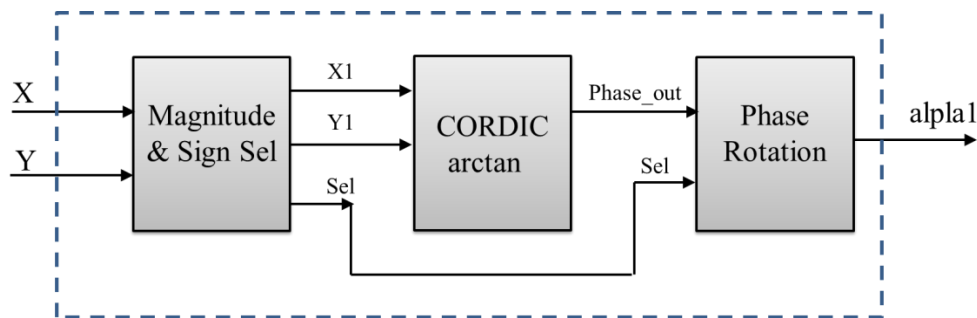 X
Y
Magnitude
& Sign Sel
X1
Y1
Sel
CORDIC
arctan
Phase_out
Sel
Phase
Rotation
alpla1